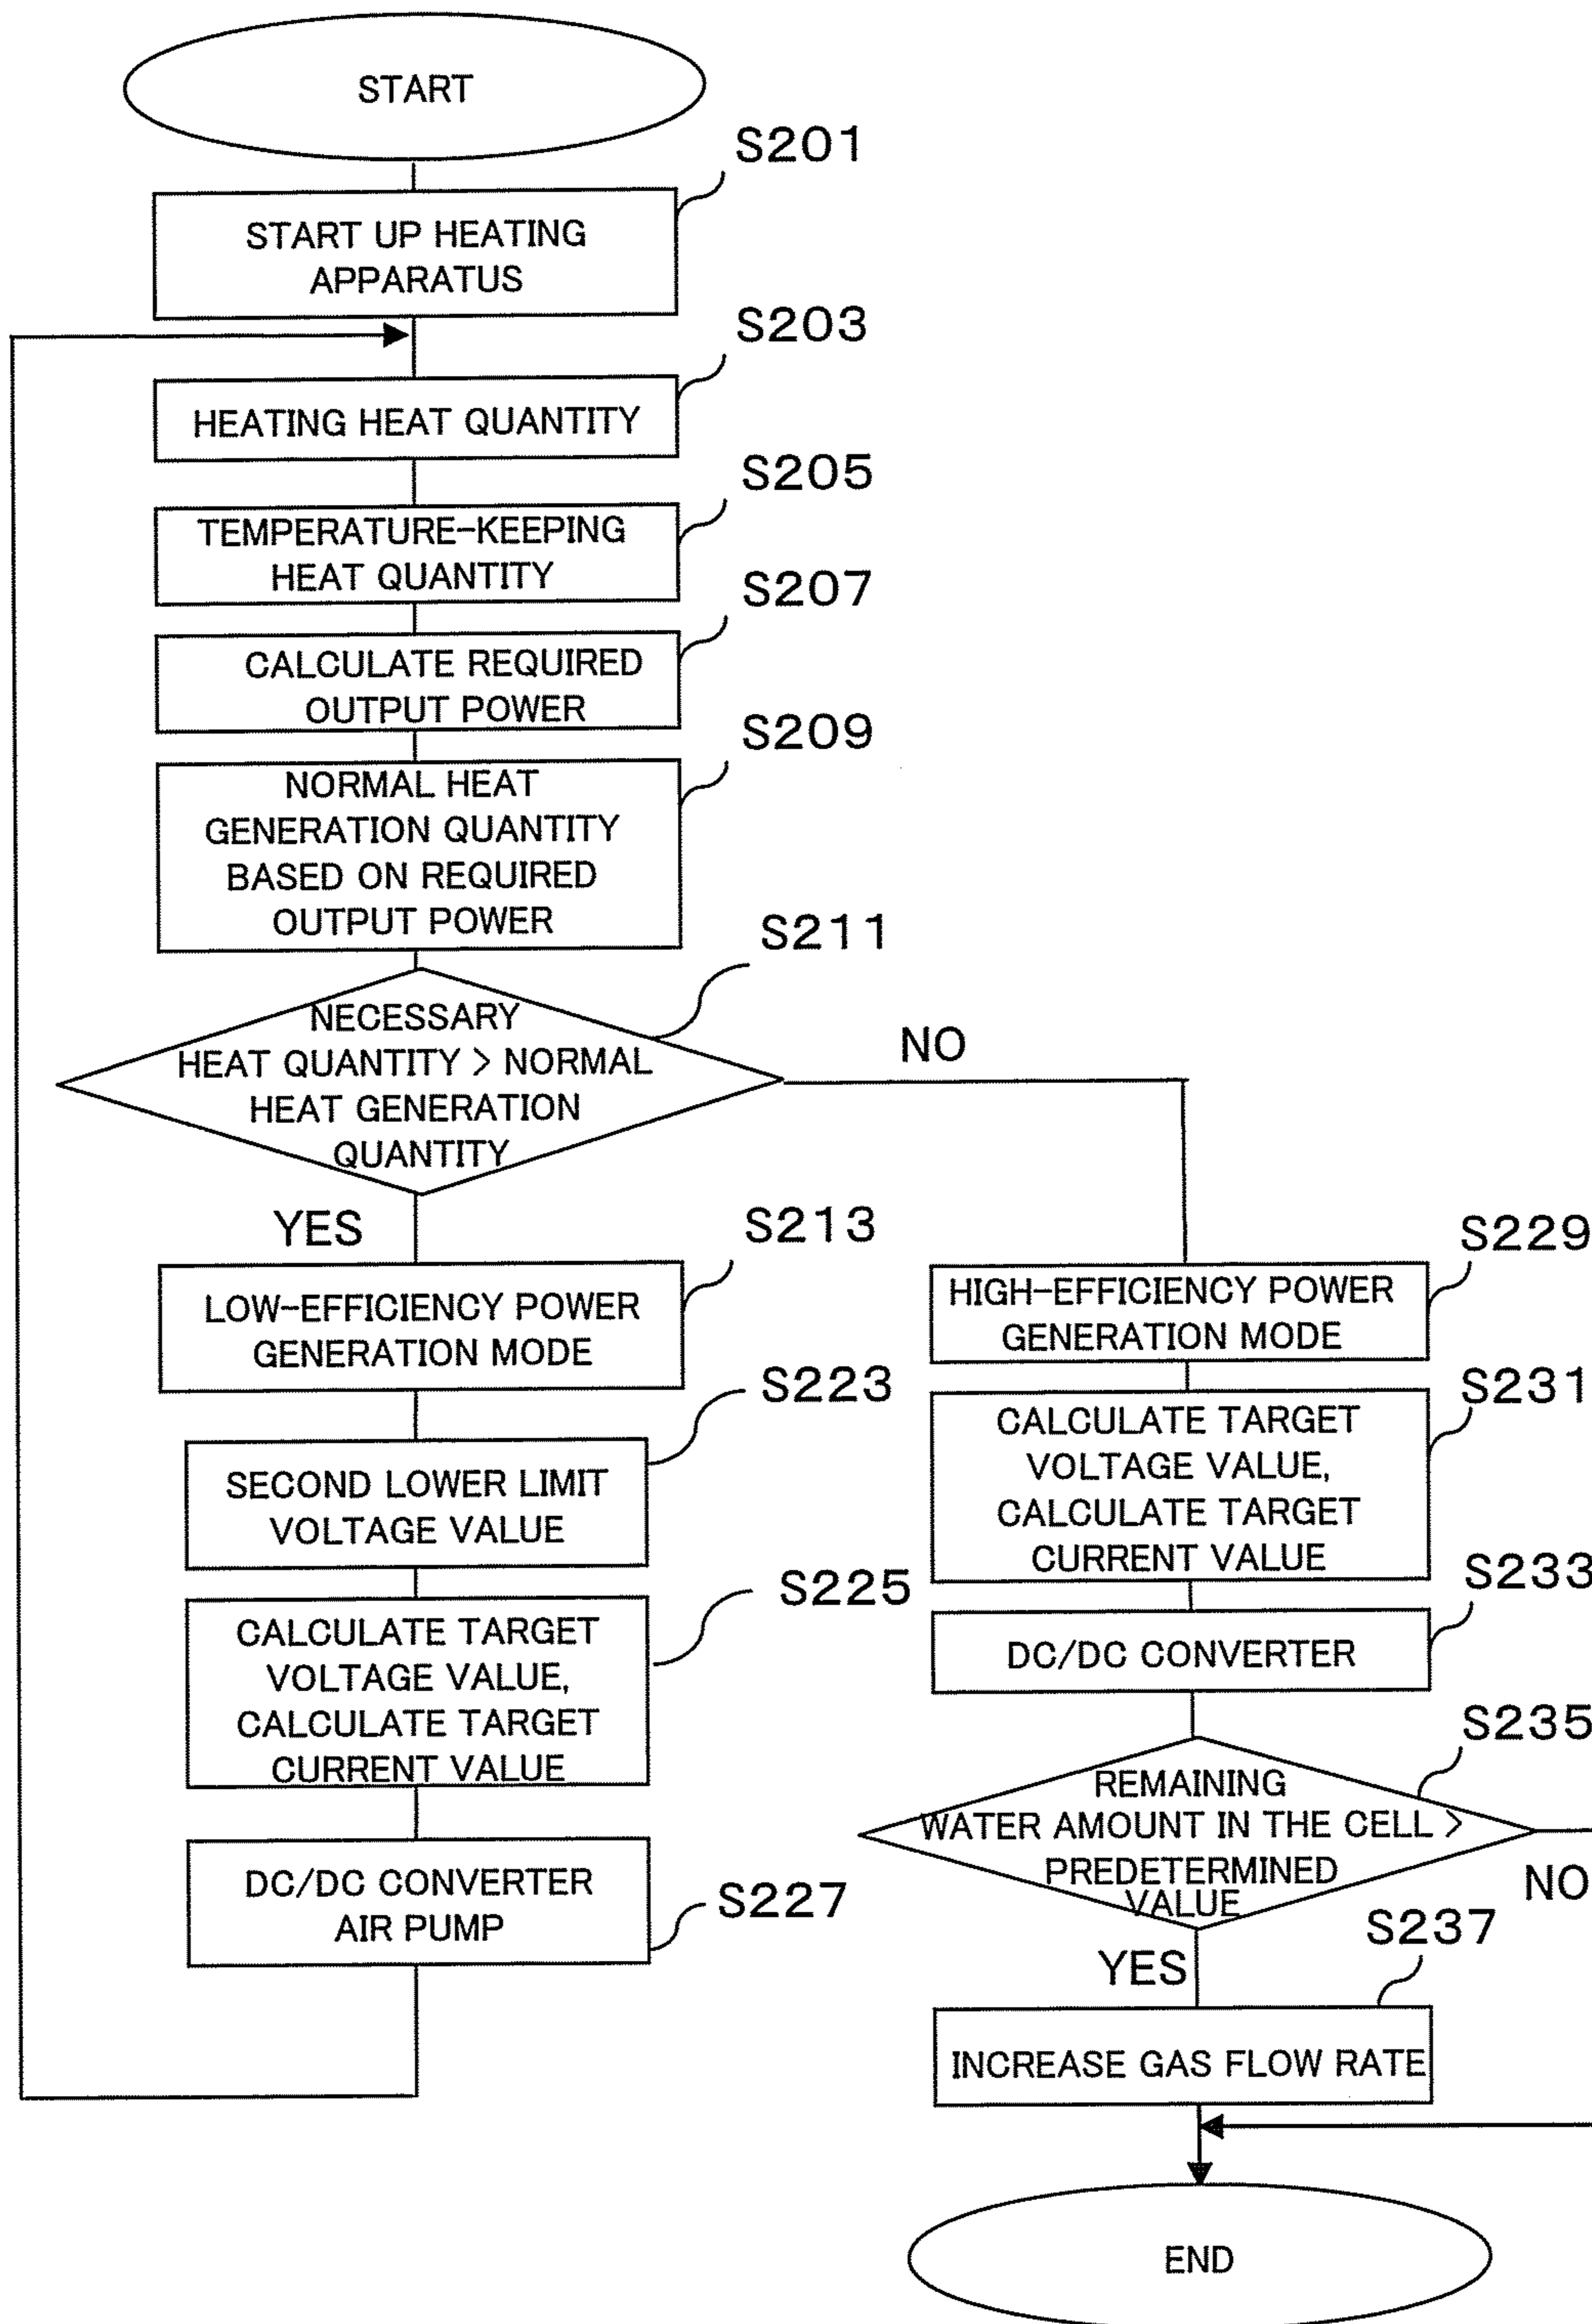 START
S201
START UP HEATING
APPARATUS
S203
HEATING HEAT QUANTITY
S205
TEMPERATURE-KEEPING
HEAT QUANTITY
S207
CALCULATE REQUIRED
OUTPUT POWER
S209
NORMAL HEAT
GENERATION QUANTITY
BASED ON REQUIRED
OUTPUT POWER
S211
NECESSARY
HEAT QUANTITY > NORMAL
HEAT GENERATION
QUANTITY
NO
YES
S213
LOW-EFFICIENCY POWER
GENERATION MODE
S223
SECOND LOWER LIMIT
VOLTAGE VALUE
S225
CALCULATE TARGET
VOLTAGE VALUE,
CALCULATE TARGET
CURRENT VALUE
DC/DC CONVERTER
AIR PUMP
S227
S229
HIGH-EFFICIENCY POWER
GENERATION MODE
S231
CALCULATE TARGET
VOLTAGE VALUE,
CALCULATE TARGET
CURRENT VALUE
S233
DC/DC CONVERTER
S235
REMAINING
WATER AMOUNT IN THE CELL >
PREDETERMINED
VALUE
NO
YES
S237
INCREASE GAS FLOW RATE
END